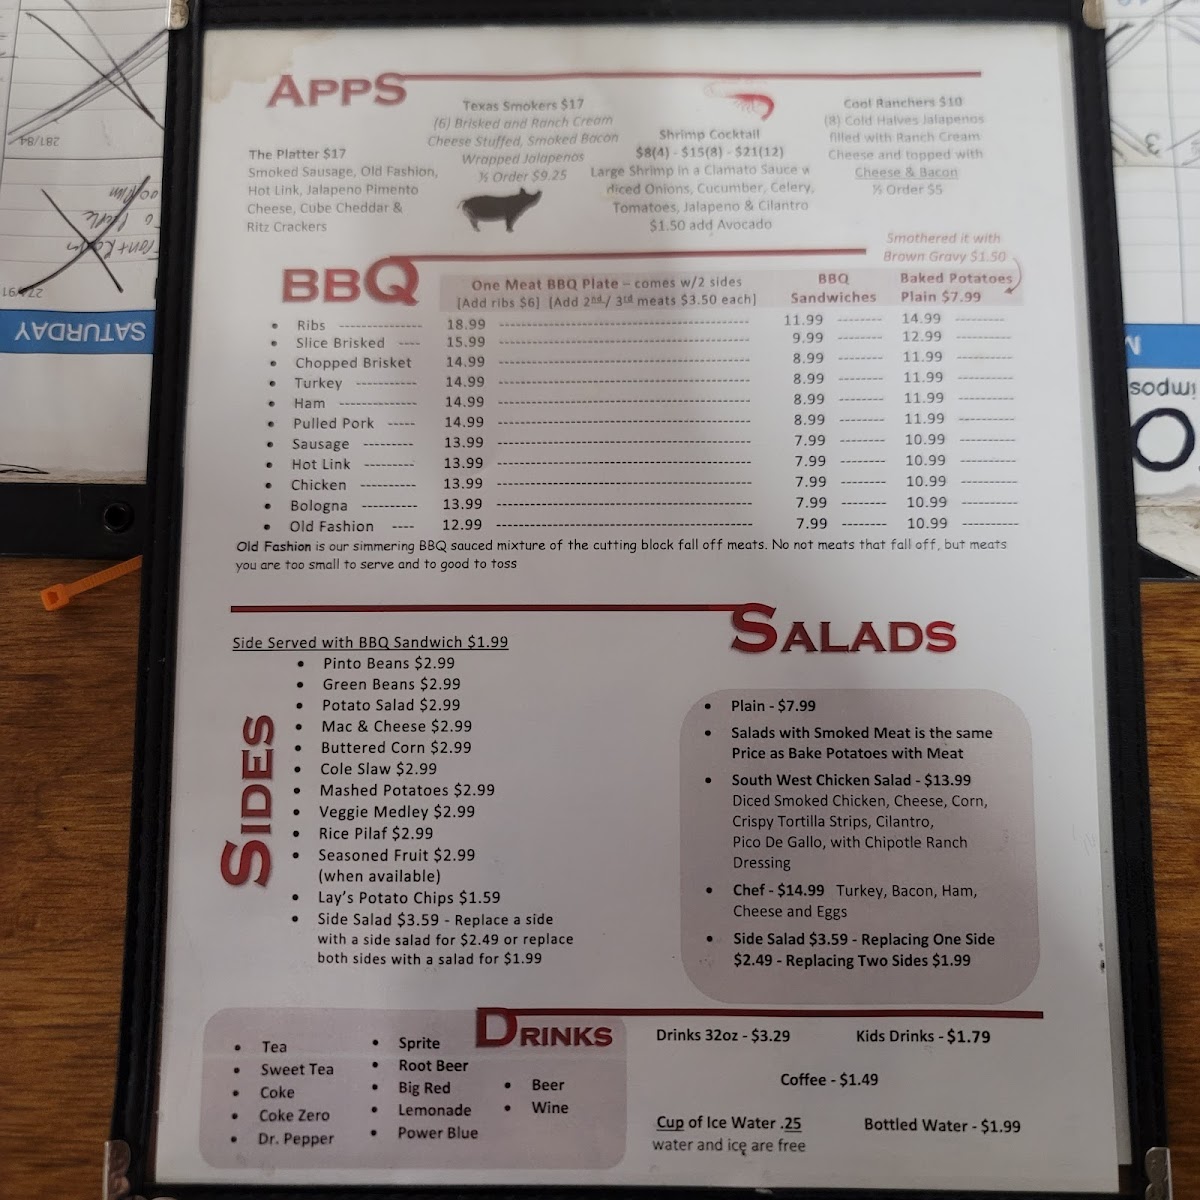 APPS
Texas Smokers $17
(6) Brisked and Ranch Cream
Cheese Stuffed, Smoked Bacon
Wrapped Jalapenos
½ Order $9.25
The Platter $17
Smoked Sausage, Old Fashion,
Hot Link, Jalapeno Pimento
Cheese, Cube Cheddar &
Ritz Crackers
Shrimp Cocktail
$8(4) - $15(8) - $21(12)
Large Shrimp in a Clamato Sauce w
diced Onions, Cucumber, Celery,
Tomatoes, Jalapeno & Cilantro
$1.50 add Avocado
Cool Ranchers $10
(8) Cold Halves Jalapenos
filled with Ranch Cream
Cheese and topped with
Cheese & Bacon
½ Order $5
Smothered it with
Brown Gravy $1.50
BBQ
One Meat BBQ Plate – comes w/2 sides
[Add ribs $6] [Add 2nd / 3rd meats $3.50 each]
BBQ
Sandwiches
Baked Potatoes
Plain $7.99
• Ribs -------------- 18.99 ---------- 11.99 -------- 14.99 ----------
• Slice Brisked ---- 15.99 ---------- 9.99 -------- 12.99 ----------
• Chopped Brisket 14.99 ---------- 8.99 -------- 11.99 ----------
• Turkey ----------- 14.99 ---------- 8.99 -------- 11.99 ----------
• Ham -------------- 14.99 ---------- 8.99 -------- 11.99 ----------
• Pulled Pork ----- 14.99 ---------- 8.99 -------- 11.99 ----------
• Sausage --------- 13.99 ---------- 7.99 -------- 10.99 ----------
• Hot Link --------- 13.99 ---------- 7.99 -------- 10.99 ----------
• Chicken ---------- 13.99 ---------- 7.99 -------- 10.99 ----------
• Bologna ---------- 13.99 ---------- 7.99 -------- 10.99 ----------
• Old Fashion ---- 12.99 ---------- 7.99 -------- 10.99 ----------
Old Fashion is our simmering BBQ sauced mixture of the cutting block fall off meats. No not meats that fall off, but meats
you are too small to serve and to good to toss
SIDES
Side Served with BBQ Sandwich $1.99
• Pinto Beans $2.99
• Green Beans $2.99
• Potato Salad $2.99
• Mac & Cheese $2.99
• Buttered Corn $2.99
• Cole Slaw $2.99
• Mashed Potatoes $2.99
• Veggie Medley $2.99
• Rice Pilaf $2.99
• Seasoned Fruit $2.99
(when available)
• Lay's Potato Chips $1.59
• Side Salad $3.59 - Replace a side
with a side salad for $2.49 or replace
both sides with a salad for $1.99
SALADS
• Plain - $7.99
• Salads with Smoked Meat is the same
Price as Bake Potatoes with Meat
• South West Chicken Salad - $13.99
Diced Smoked Chicken, Cheese, Corn,
Crispy Tortilla Strips, Cilantro,
Pico De Gallo, with Chipotle Ranch
Dressing
• Chef - $14.99 Turkey, Bacon, Ham,
Cheese and Eggs
• Side Salad $3.59 - Replacing One Side
$2.49 - Replacing Two Sides $1.99
DRINKS
• Tea
• Sweet Tea
• Coke
• Coke Zero
• Dr. Pepper
• Sprite
• Root Beer
• Big Red
• Lemonade
• Power Blue
• Beer
• Wine
Drinks 32oz - $3.29
Kids Drinks - $1.79
Coffee - $1.49
Cup of Ice Water .25
water and ice are free
Bottled Water - $1.99
SATURDAY